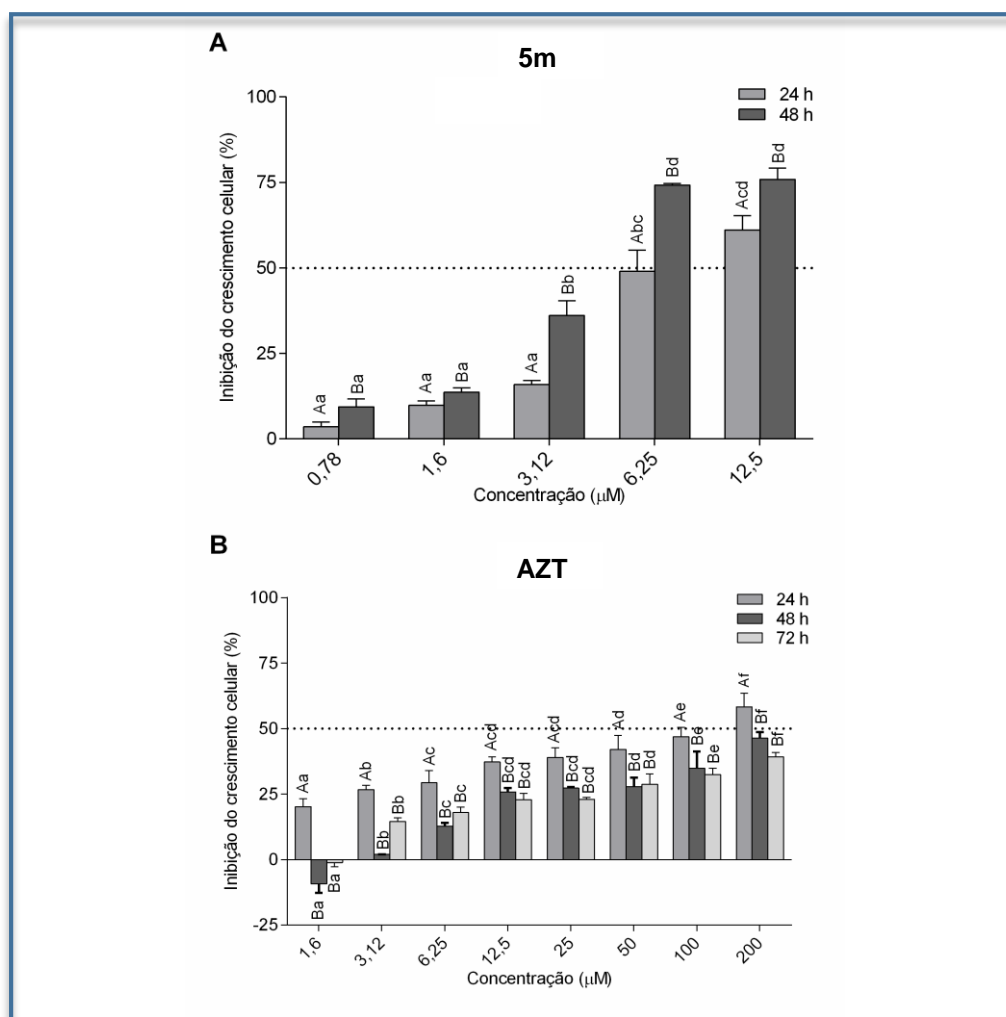 A
5m
24 h
48 h
Inibição do crescimento celular (%)
100
75
50
25
0
Aa
Ba
Aa
Ba
Aa
Bb
Abc
Bd
Acd
Bd
0,78
1,6
3,12
6,25
12,5
Concentração (μM)
B
AZT
24 h
48 h
72 h
Inibição do crescimento celular (%)
100
75
50
25
0
-25
Aa
Ba
Ba
Ab
Bb
Bb
Ac
Bc
Bc
Acd
Bcd
Bcd
Acd
Bcd
Bcd
Ad
Bd
Bd
Ae
Be
Be
Af
Bf
Bf
1,6
3,12
6,25
12,5
25
50
100
200
Concentração (μM)